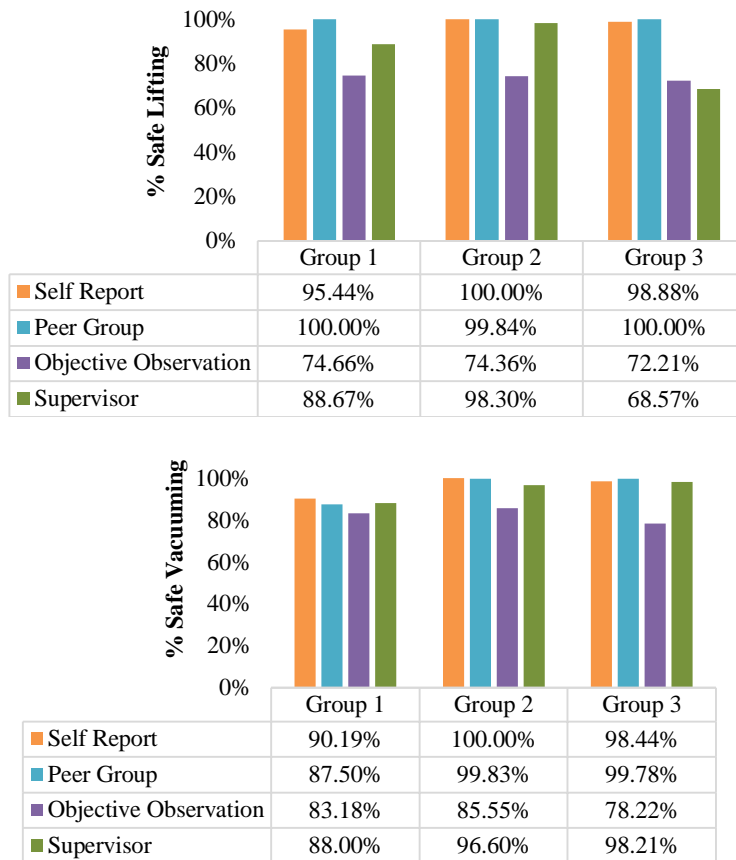 100%
80%
60%
40%
20%
0%
% Safe Lifting
Group 1 Group 2 Group 3
Self Report 95.44% 100.00% 98.88%
Peer Group 100.00% 99.84% 100.00%
Objective Observation 74.66% 74.36% 72.21%
Supervisor 88.67% 98.30% 68.57%
100%
80%
60%
40%
20%
0%
% Safe Vacuuming
Group 1 Group 2 Group 3
Self Report 90.19% 100.00% 98.44%
Peer Group 87.50% 99.83% 99.78%
Objective Observation 83.18% 85.55% 78.22%
Supervisor 88.00% 96.60% 98.21%